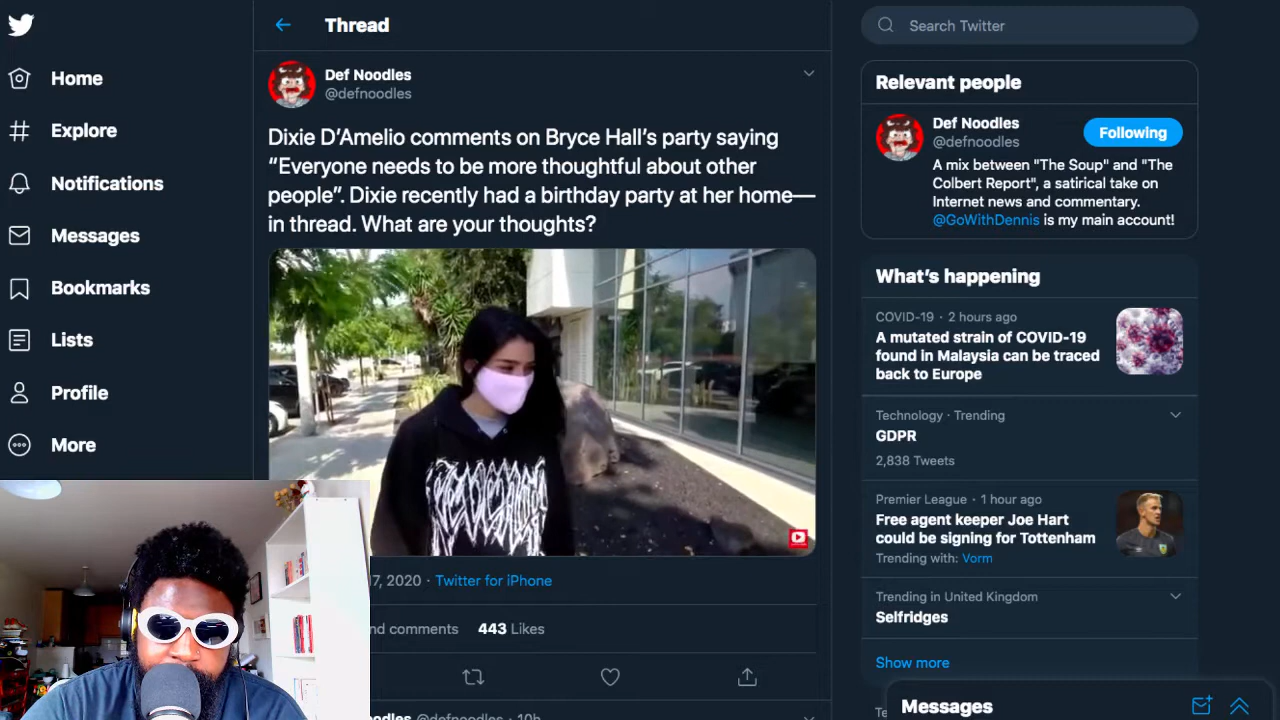 Home
Explore
Notifications
Messages
Bookmarks
Lists
Profile
More
Thread
Def Noodles
@defnoodles
Dixie D’Amelio comments on Bryce Hall’s party saying
“Everyone needs to be more thoughtful about other
people”. Dixie recently had a birthday party at her home—
in thread. What are your thoughts?
17, 2020 · Twitter for iPhone
comments 443 Likes
@defnoodles · 10h
Search Twitter
Relevant people
Def Noodles
@defnoodles
Following
A mix between "The Soup" and "The
Colbert Report", a satirical take on
Internet news and commentary.
@GoWithDennis is my main account!
What’s happening
COVID-19 · 2 hours ago
A mutated strain of COVID-19
found in Malaysia can be traced
back to Europe
Technology · Trending
GDPR
2,838 Tweets
Premier League · 1 hour ago
Free agent keeper Joe Hart
could be signing for Tottenham
Trending with: Vorm
Trending in United Kingdom
Selfridges
Show more
Messages